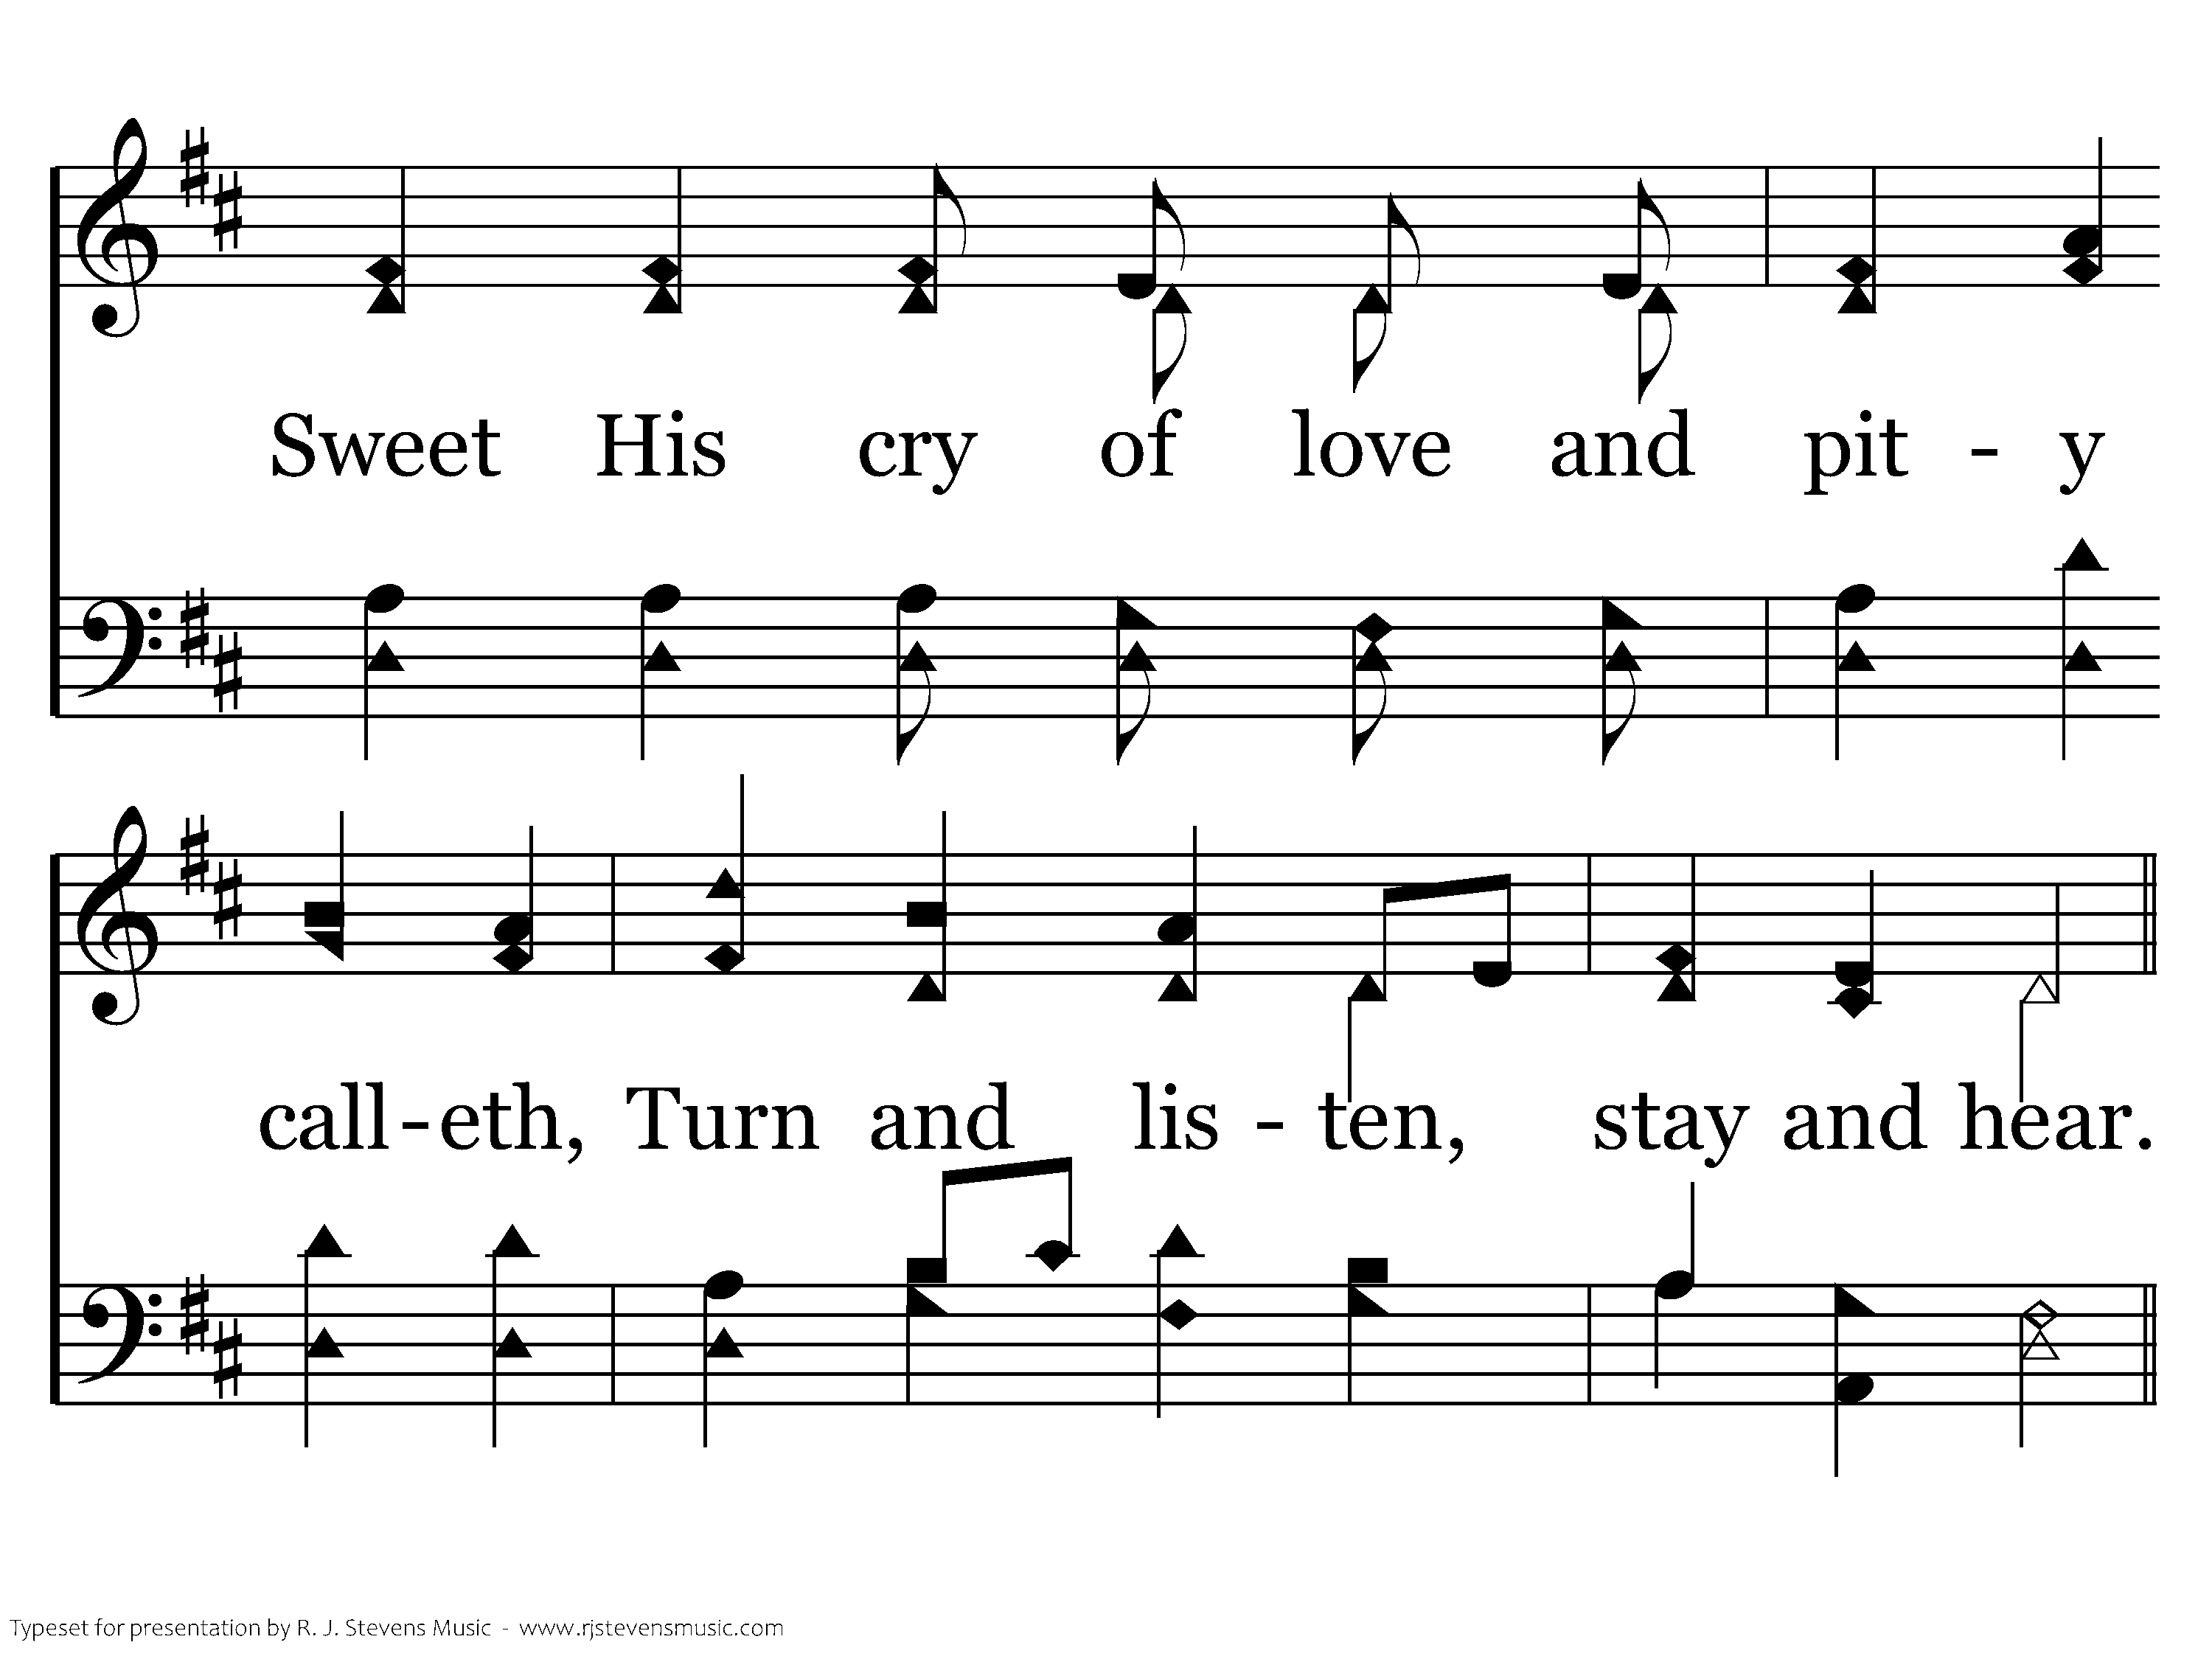 Sweet His cry of love and pit - y
call - eth, Turn and lis - ten, stay and hear.
Typeset for presentation by R. J. Stevens Music - www.rjstevensmusic.com